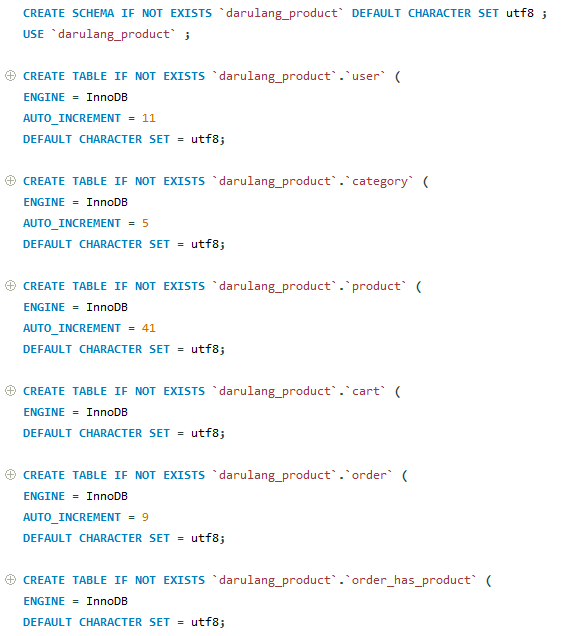 CREATE SCHEMA IF NOT EXISTS `darulang_product` DEFAULT CHARACTER SET utf8 ;
USE `darulang_product` ;
CREATE TABLE IF NOT EXISTS `darulang_product`.`user` (
ENGINE = InnoDB
AUTO_INCREMENT = 11
DEFAULT CHARACTER SET = utf8;
CREATE TABLE IF NOT EXISTS `darulang_product`.`category` (
ENGINE = InnoDB
AUTO_INCREMENT = 5
DEFAULT CHARACTER SET = utf8;
CREATE TABLE IF NOT EXISTS `darulang_product`.`product` (
ENGINE = InnoDB
AUTO_INCREMENT = 41
DEFAULT CHARACTER SET = utf8;
CREATE TABLE IF NOT EXISTS `darulang_product`.`cart` (
ENGINE = InnoDB
DEFAULT CHARACTER SET = utf8;
CREATE TABLE IF NOT EXISTS `darulang_product`.`order` (
ENGINE = InnoDB
AUTO_INCREMENT = 9
DEFAULT CHARACTER SET = utf8;
CREATE TABLE IF NOT EXISTS `darulang_product`.`order_has_product` (
ENGINE = InnoDB
DEFAULT CHARACTER SET = utf8;